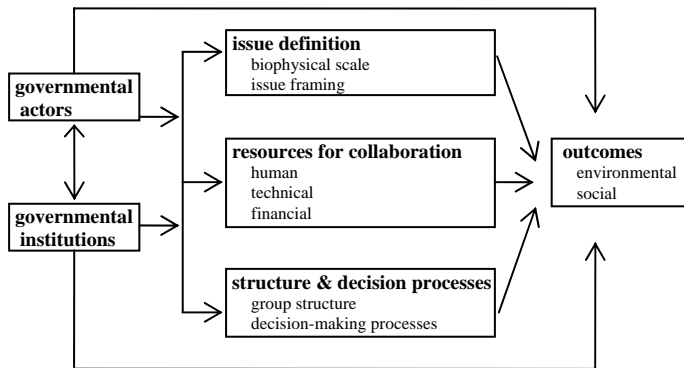 issue definition
biophysical scale
issue framing
governmental
actors
resources for collaboration
human
technical
financial
outcomes
environmental
social
governmental
institutions
structure & decision processes
group structure
decision-making processes